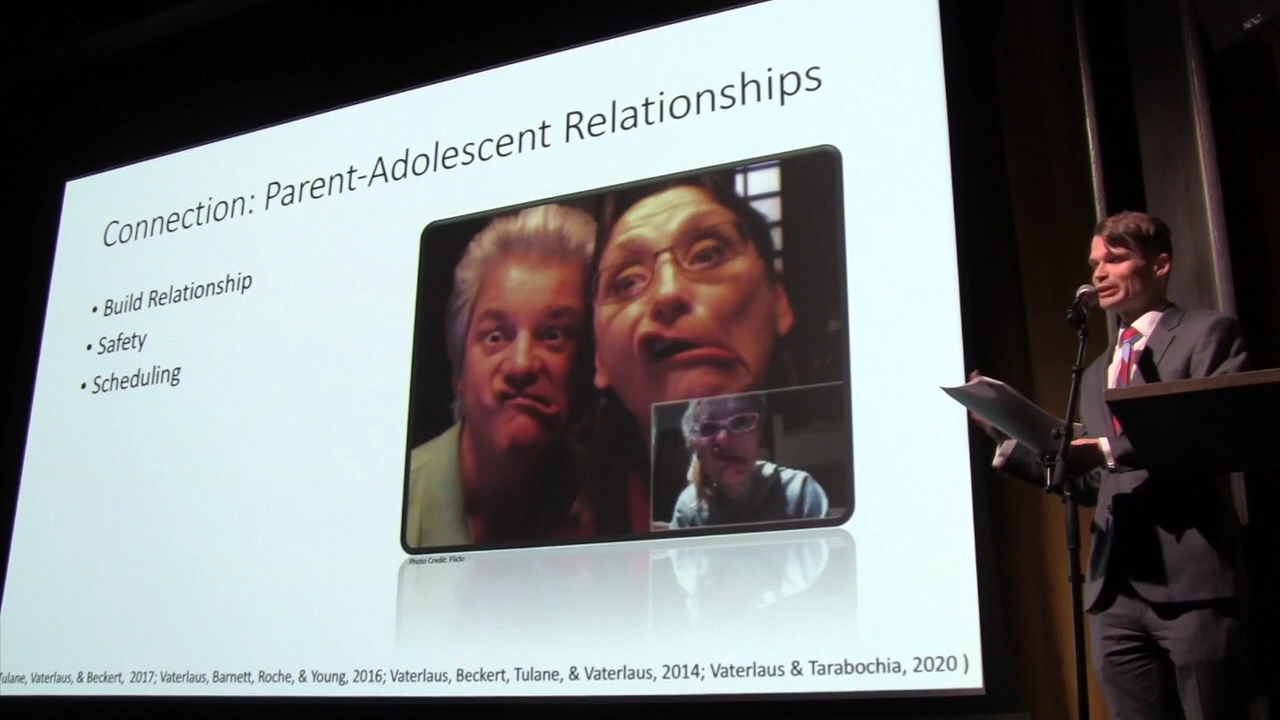 Connection: Parent-Adolescent Relationships
• Build Relationship
• Safety
• Scheduling
Photo Credit: Flickr
Tulane, Vaterlaus, & Beckert, 2017; Vaterlaus, Barnett, Roche, & Young, 2016; Vaterlaus, Beckert, Tulane, & Vaterlaus, 2014; Vaterlaus & Tarabochia, 2020 )